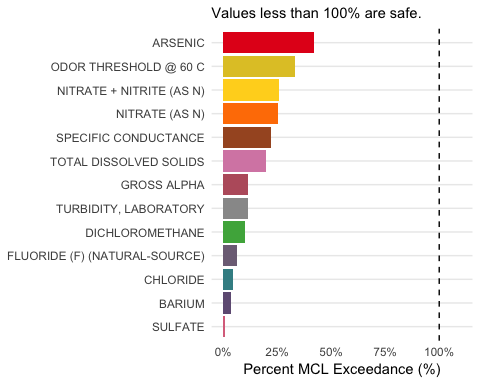 Values less than 100% are safe.
ARSENIC
ODOR THRESHOLD @ 60 C
NITRATE + NITRITE (AS N)
NITRATE (AS N)
SPECIFIC CONDUCTANCE
TOTAL DISSOLVED SOLIDS
GROSS ALPHA
TURBIDITY, LABORATORY
DICHLOROMETHANE
FLUORIDE (F) (NATURAL-SOURCE)
CHLORIDE
BARIUM
SULFATE
0% 25% 50% 75% 100%
Percent MCL Exceedance (%)